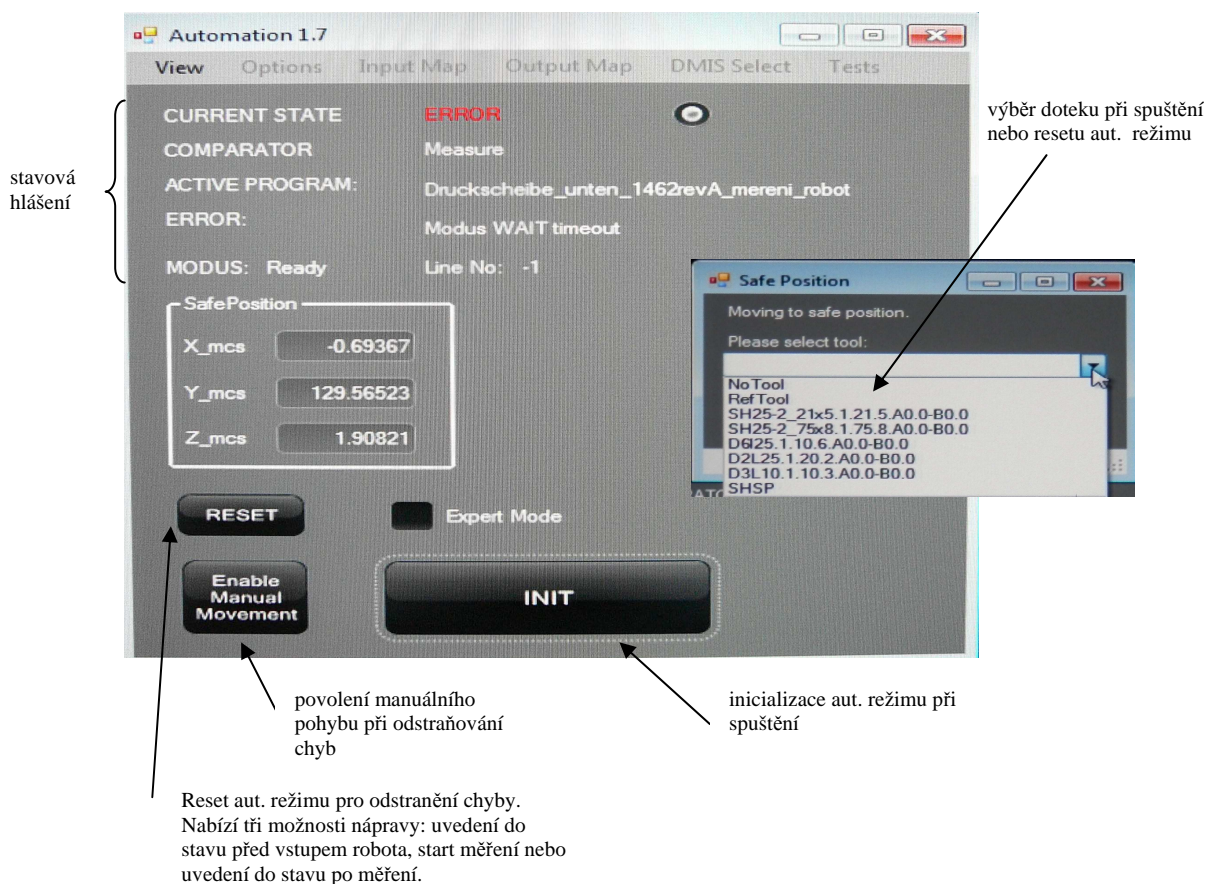 Automation 1.7
View Options Input Map Output Map DMIS Select Tests
CURRENT STATE ERROR
COMPARATOR Measure
ACTIVE PROGRAM: Druckscheibe_unten_1462revA_mereni_robot
ERROR: Modus WAIT timeout
MODUS: Ready Line No: -1
SafePosition
X_mcs -0.69367
Y_mcs 129.56523
Z_mcs 1.90821
RESET
Expert Mode
Enable
Manual
Movement
INIT
stavová
hlášení
výběr doteku při spuštění
nebo resetu aut. režimu
Safe Position
Moving to safe position.
Please select tool:
NoTool
RefTool
SH25-2_21x5.1.21.5.A0.0-B0.0
SH25-2_75x8.1.75.8.A0.0-B0.0
D6I25.1.10.6.A0.0-B0.0
D2L25.1.20.2.A0.0-B0.0
D3L10.1.10.3.A0.0-B0.0
SHSP
povolení manuálního
pohybu při odstraňování
chyb
inicializace aut. režimu při
spuštění
Reset aut. režimu pro odstranění chyby.
Nabízí tři možnosti nápravy: uvedení do
stavu před vstupem robota, start měření nebo
uvedení do stavu po měření.